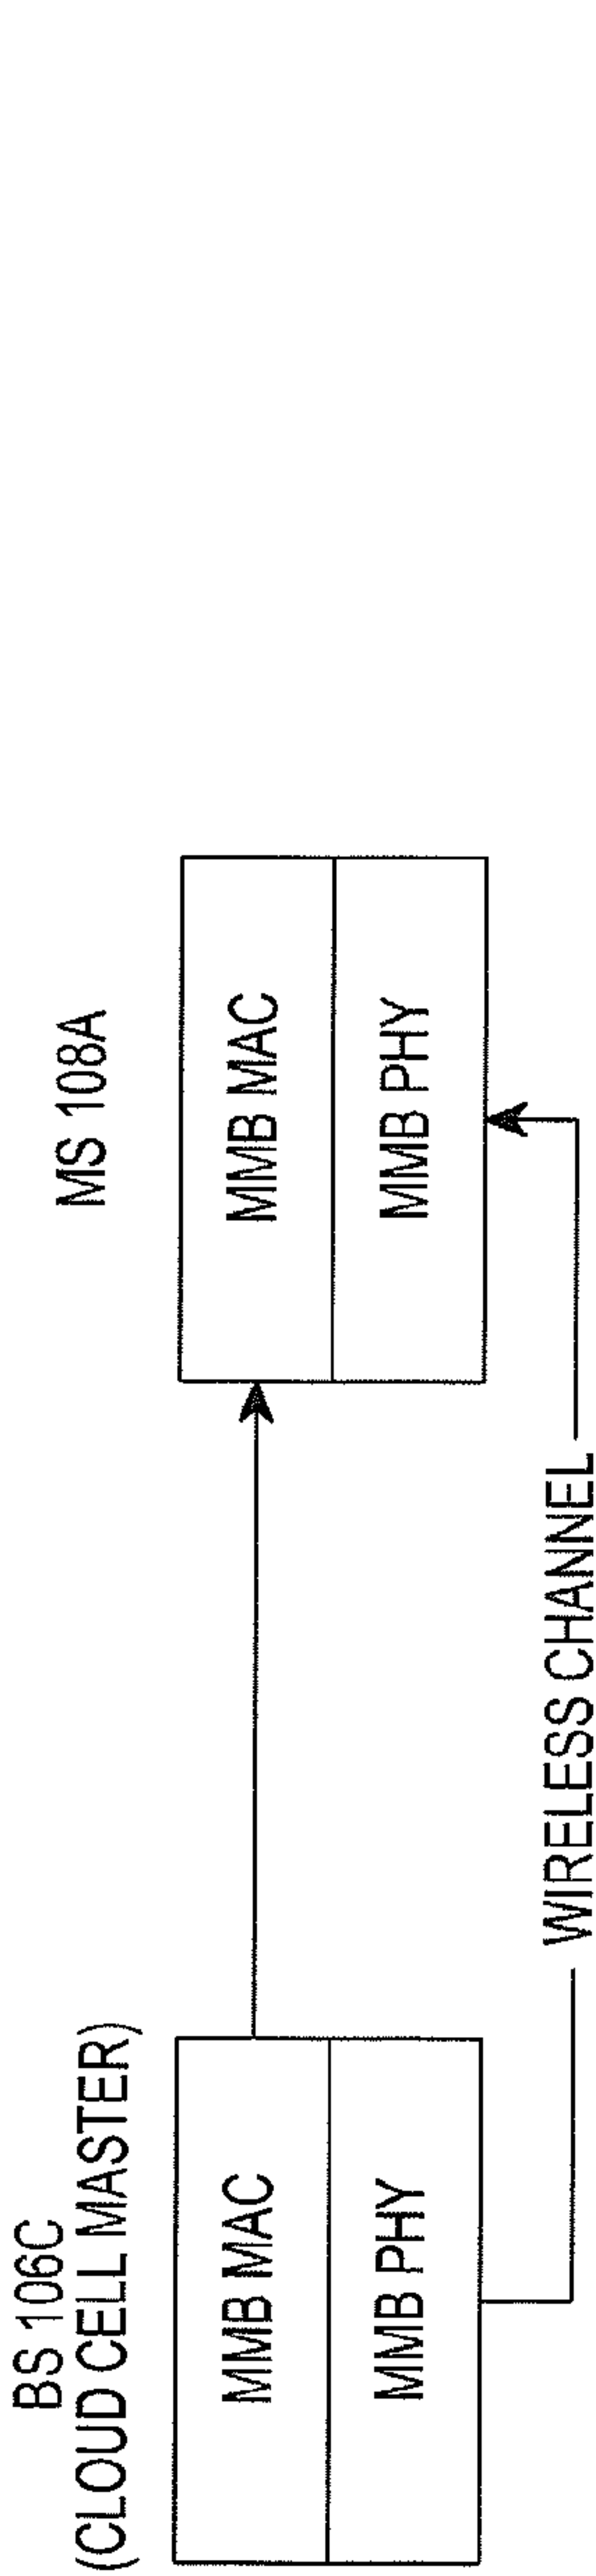 BS 106C
(CLOUD CELL MASTER)
MS 108A
MMB MAC
MMB MAC
MMB PHY
MMB PHY
WIRELESS CHANNEL